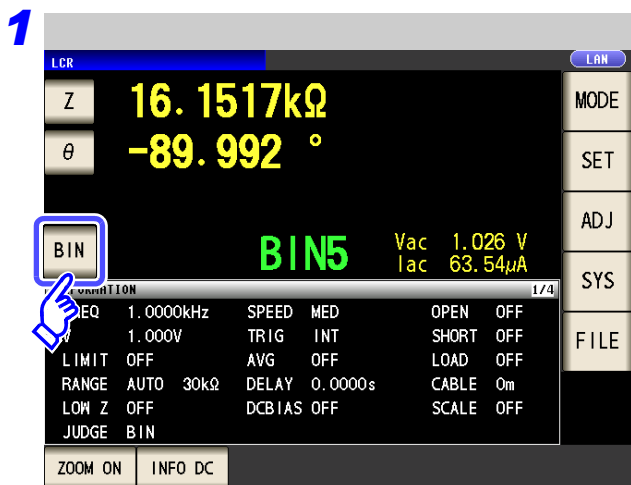 1
LCR LAN
Z 16.1517kΩ MODE
θ -89.992 ° SET
ADJ
BIN BIN5 Vac 1.026 V
Iac 63.54μA
SYS
INFORMATION 1/4
FREQ 1.0000kHz SPEED MED OPEN OFF
V 1.000V TRIG INT SHORT OFF
FILE
LIMIT OFF AVG OFF LOAD OFF
RANGE AUTO 30kΩ DELAY 0.0000s CABLE 0m
LOW Z OFF DCBIAS OFF SCALE OFF
JUDGE BIN
ZOOM ON INFO DC